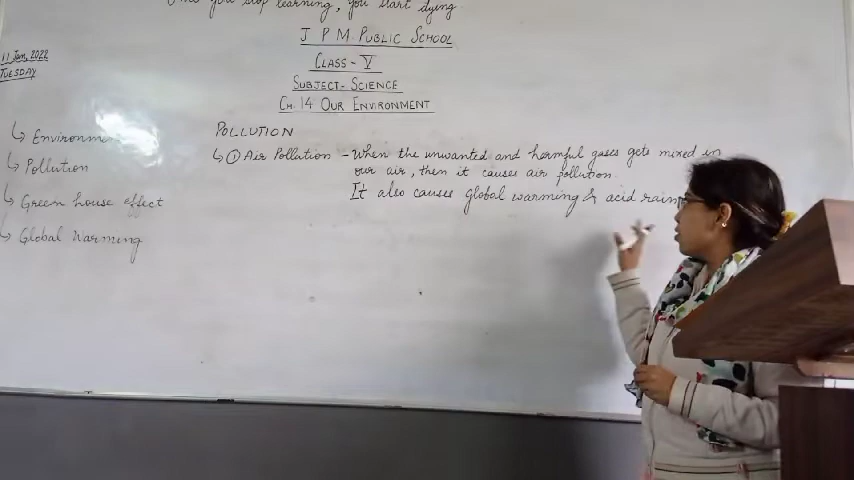 you stop learning, you start dying
J P M PUBLIC SCHOOL
CLASS - V
SUBJECT - SCIENCE
CH. 14 OUR ENVIRONMENT
11 Jan, 2022
TUESDAY
↳ Environment
↳ Pollution
↳ Green house effect
↳ Global Warming
POLLUTION
↳ ① Air Pollution - When the unwanted and harmful gases gets mixed in
our air, then it causes air pollution.
It also causes global warming & acid rain